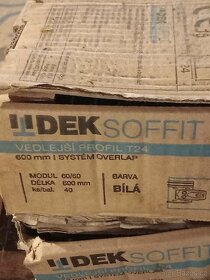 DEKSOFFIT
VEDLEJŠÍ PROFIL T24
600 mm | SYSTÉM OVERLAP
MODUL 60/60
DÉLKA 600 mm
ks/bal. 40
BARVA
BÍLÁ
DEKSOFFIT